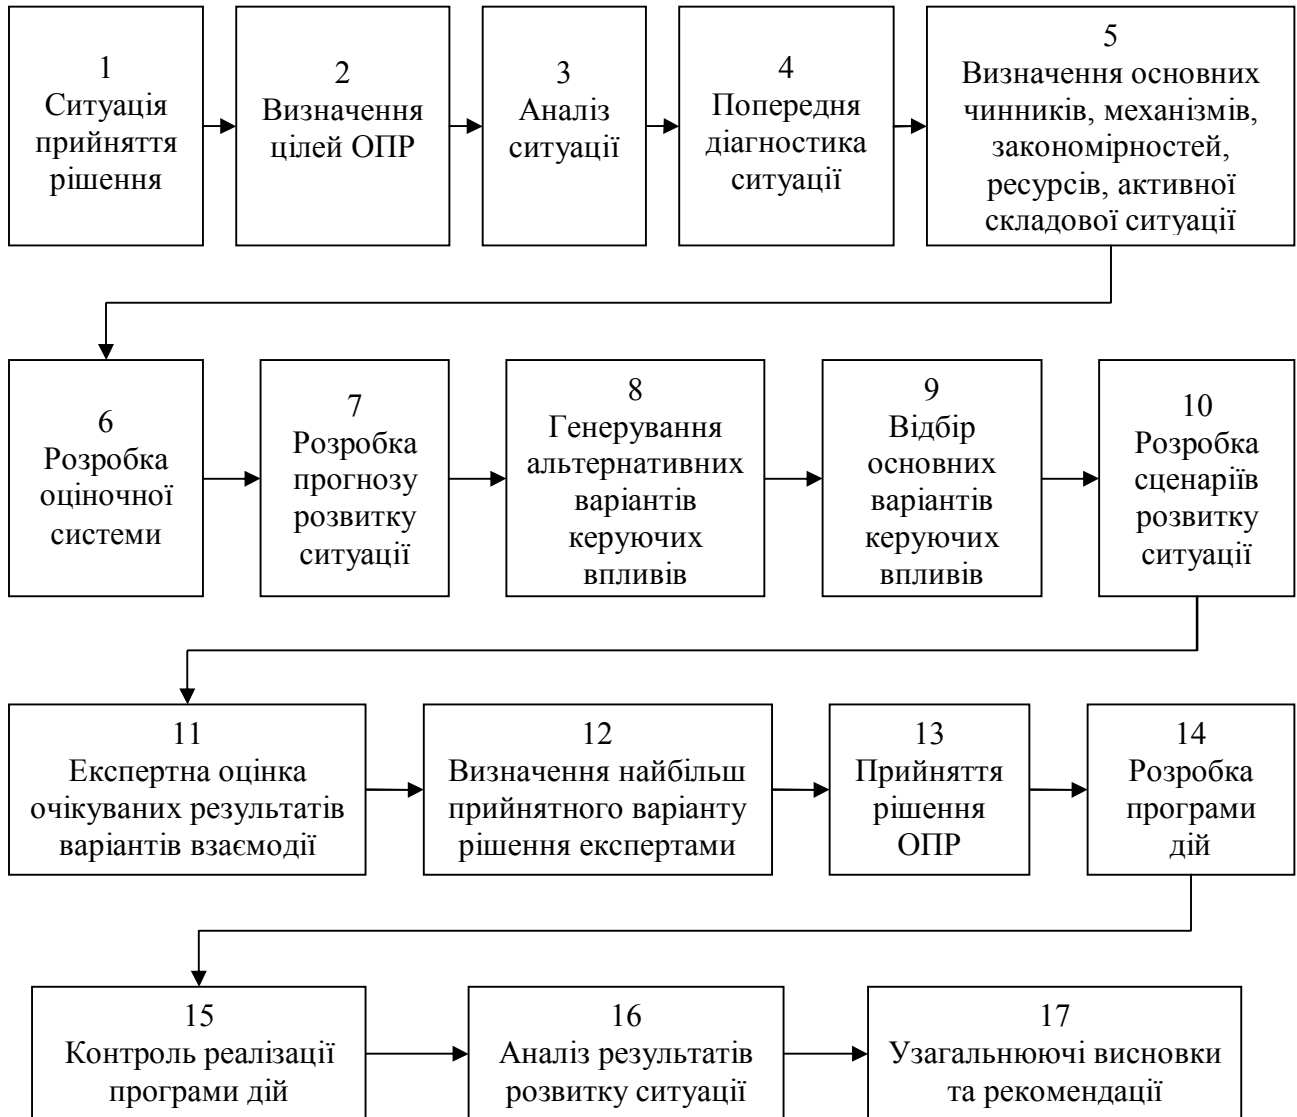 1
Ситуація
прийняття
рішення
2
Визначення
цілей ОПР
3
Аналіз
ситуації
4
Попередня
діагностика
ситуації
5
Визначення основних
чинників, механізмів,
закономірностей,
ресурсів, активної
складової ситуації
6
Розробка
оціночної
системи
7
Розробка
прогнозу
розвитку
ситуації
8
Генерування
альтернативних
варіантів
керуючих
впливів
9
Відбір
основних
варіантів
керуючих
впливів
10
Розробка
сценаріїв
розвитку
ситуації
11
Експертна оцінка
очікуваних результатів
варіантів взаємодії
12
Визначення найбільш
прийнятного варіанту
рішення експертами
13
Прийняття
рішення
ОПР
14
Розробка
програми
дій
15
Контроль реалізації
програми дій
16
Аналіз результатів
розвитку ситуації
17
Узагальнюючі висновки
та рекомендації